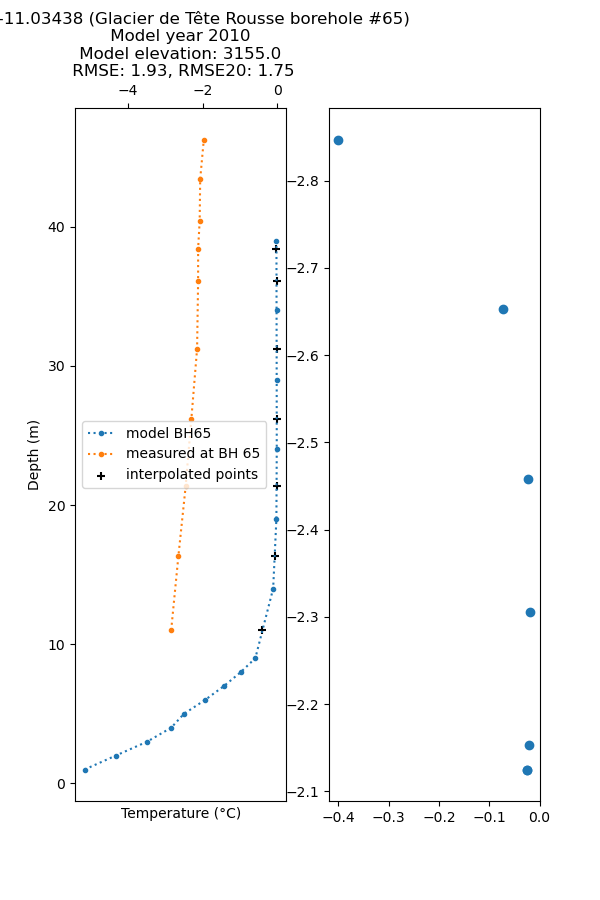 -11.03438 (Glacier de Tête Rousse borehole #65)
Model year 2010
Model elevation: 3155.0
RMSE: 1.93, RMSE20: 1.75
−4 −2 0
40
30
20
10
0
Depth (m)
model BH65
measured at BH 65
interpolated points
Temperature (°C)
−2.8
−2.7
−2.6
−2.5
−2.4
−2.3
−2.2
−2.1
−0.4 −0.3 −0.2 −0.1 0.0